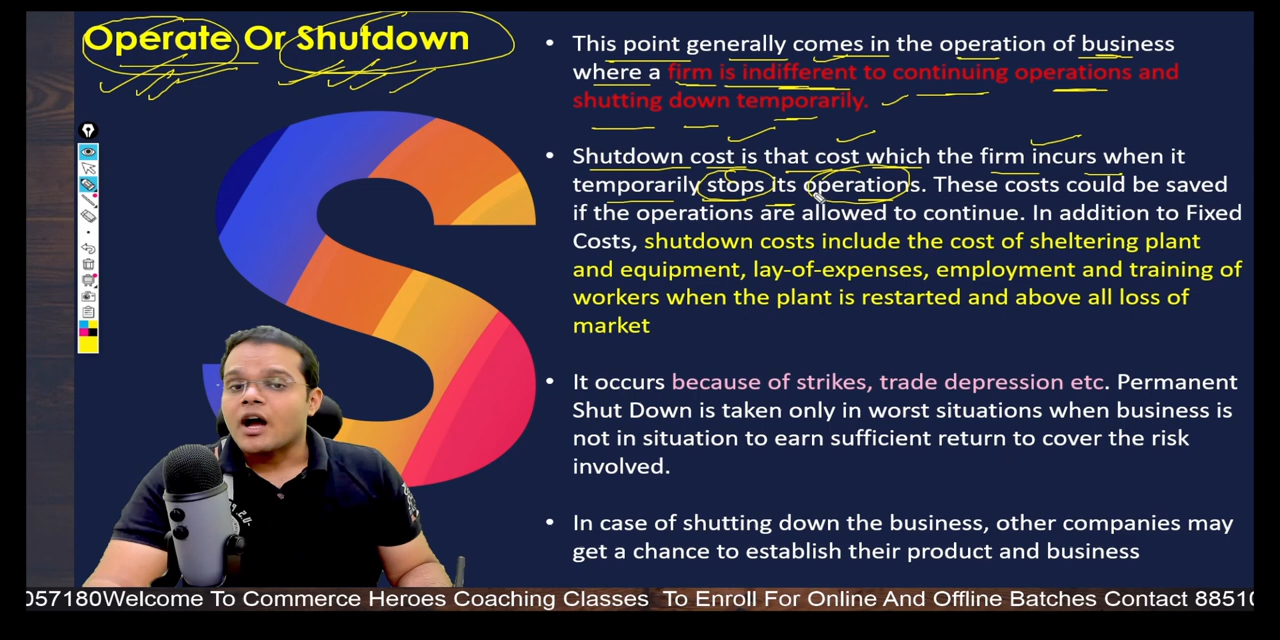 Operate Or Shutdown
• This point generally comes in the operation of business
where a firm is indifferent to continuing operations and
shutting down temporarily.
• Shutdown cost is that cost which the firm incurs when it
temporarily stops its operations. These costs could be saved
if the operations are allowed to continue. In addition to Fixed
Costs, shutdown costs include the cost of sheltering plant
and equipment, lay-of-expenses, employment and training of
workers when the plant is restarted and above all loss of
market
• It occurs because of strikes, trade depression etc. Permanent
Shut Down is taken only in worst situations when business is
not in situation to earn sufficient return to cover the risk
involved.
• In case of shutting down the business, other companies may
get a chance to establish their product and business
057180Welcome To Commerce Heroes Coaching Classes To Enroll For Online And Offline Batches Contact 8851